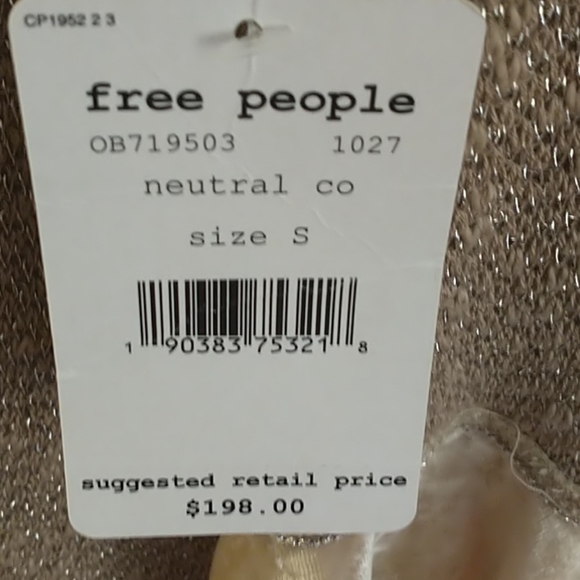 CP1952 2 3
free people
OB719503 1027
neutral co
size S
1 90383 75321 8
suggested retail price
$198.00